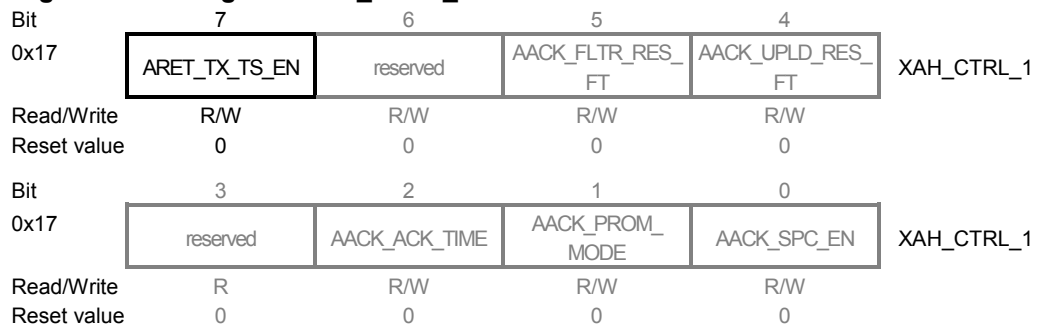 Bit 7 6 5 4
0x17 ARET_TX_TS_EN reserved AACK_FLTR_RES_ AACK_UPLD_RES_ XAH_CTRL_1
FT FT
Read/Write R/W R/W R/W R/W
Reset value 0 0 0 0
Bit 3 2 1 0
0x17 reserved AACK_ACK_TIME AACK_PROM_ AACK_SPC_EN XAH_CTRL_1
MODE
Read/Write R R/W R/W R/W
Reset value 0 0 0 0